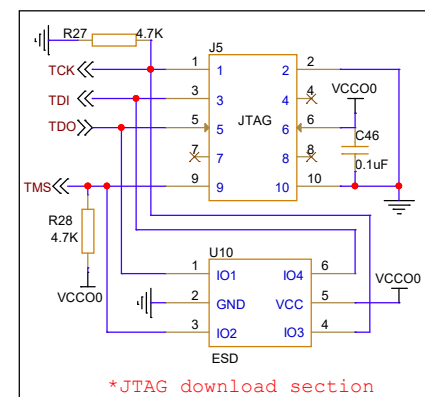 R27 4.7K
J5
TCK 1 1 2 2
VCCO0
TDI 3 3 4 4
TDO 5 5 6 6
JTAG
C46
0.1uF
7 7 8 8
TMS 9 9 10 10
R28
4.7K
VCCO0
U10
1 IO1 IO4 6
2 GND VCC 5 VCCO0
3 IO2 IO3 4
ESD
*JTAG download section